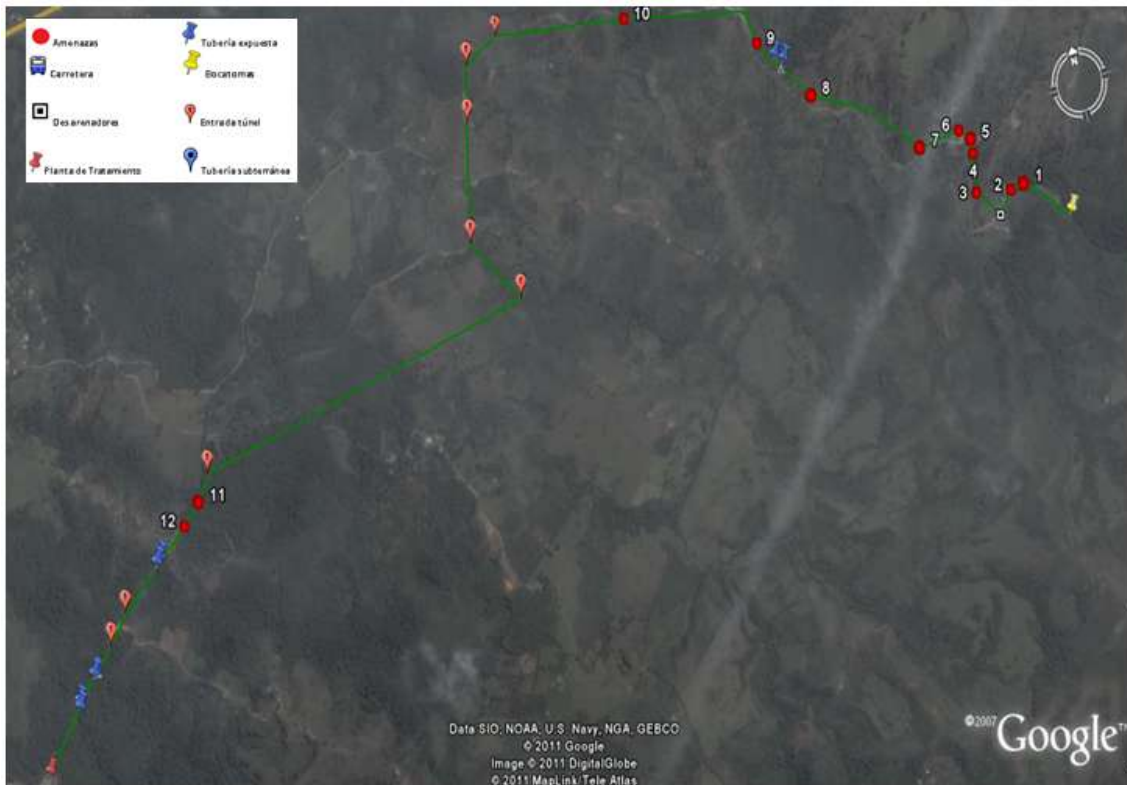 Amenazas
Tubería expuesta
Carretera
Bocatomas
Desarenadores
Entrada túnel
Planta de Tratamiento
Tubería subterránea
N
10
9
8
7
6
5
4
3
2
1
11
12
Data SIO, NOAA, U.S. Navy, NGA, GEBCO
© 2011 Google
Image © 2011 DigitalGlobe
© 2011 MapLink/Tele Atlas
©2007 Google™